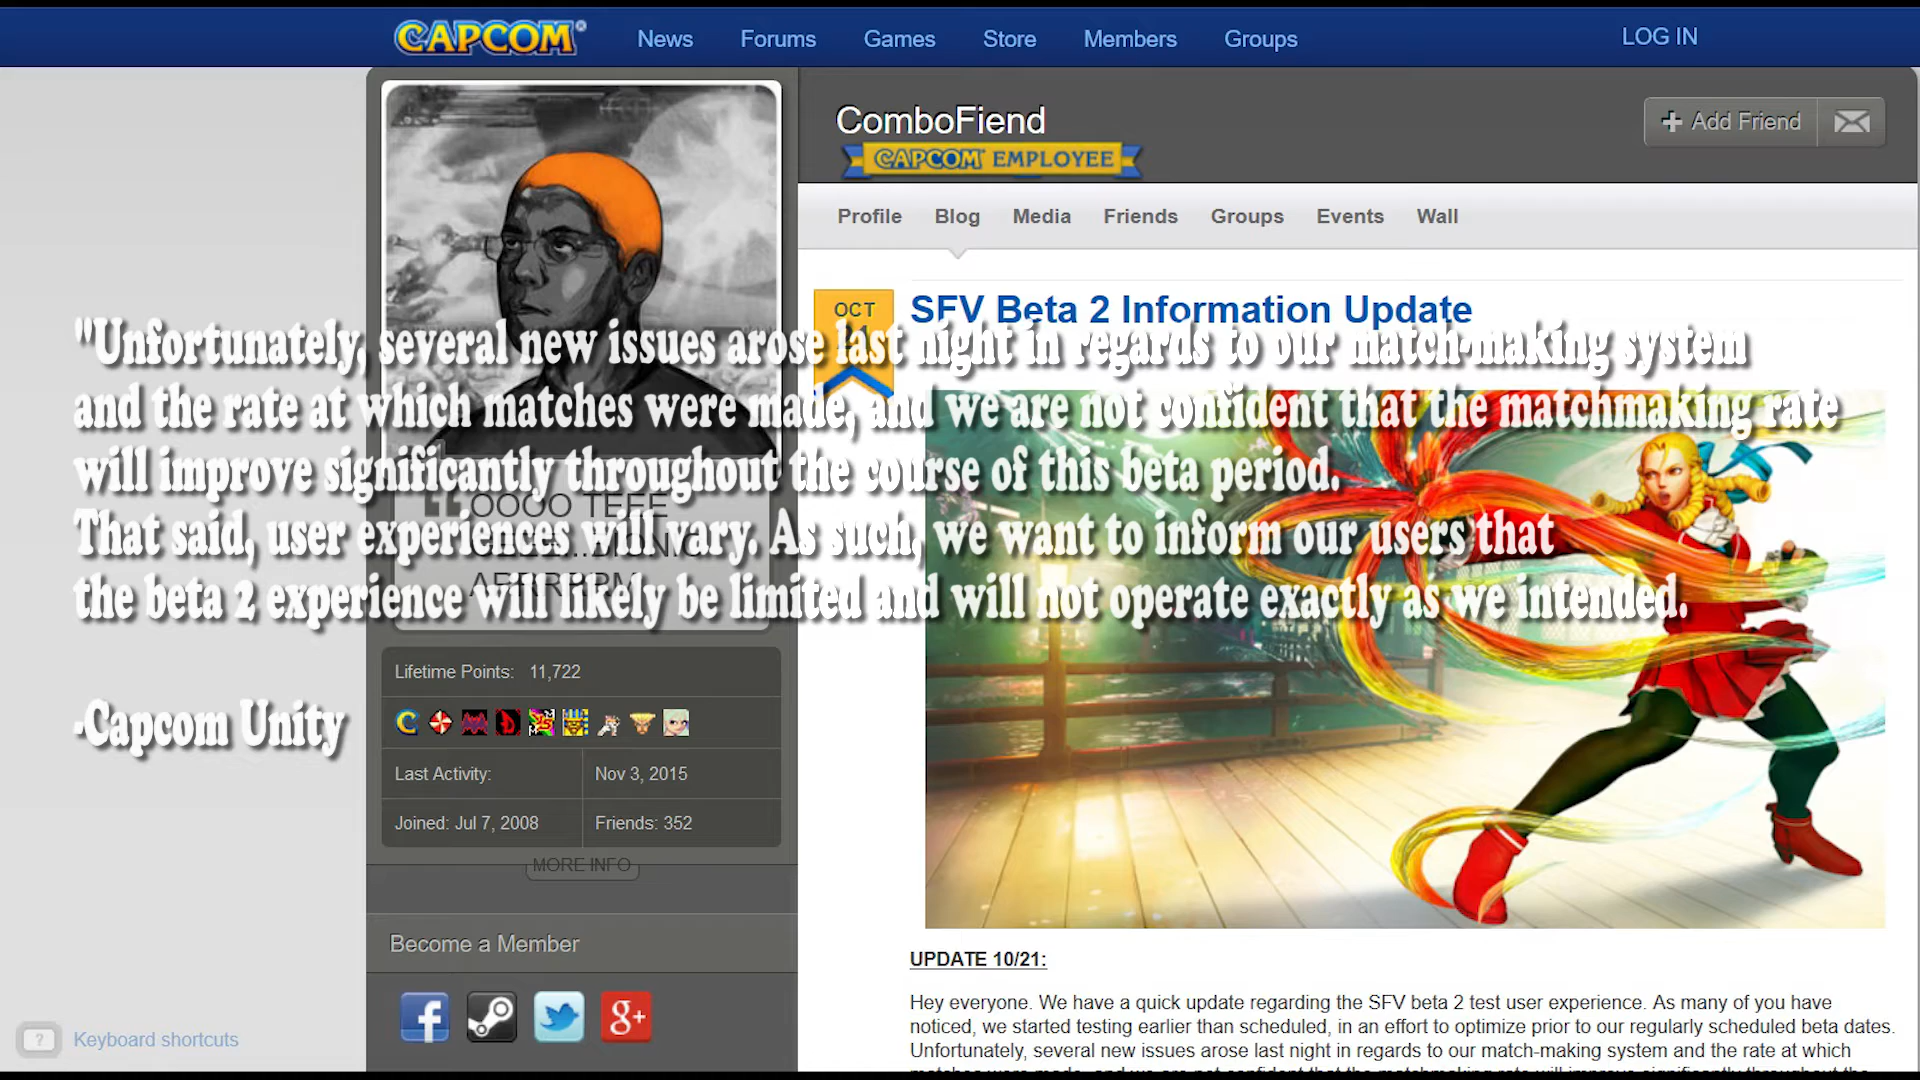 CAPCOM
News
Forums
Games
Store
Members
Groups
LOG IN
ComboFiend
CAPCOM EMPLOYEE
+ Add Friend
Profile
Blog
Media
Friends
Groups
Events
Wall
OCT
SFV Beta 2 Information Update
"Unfortunately, several new issues arose last night in regards to our match-making system
and the rate at which matches were made, and we are not confident that the matchmaking rate
will improve significantly throughout the course of this beta period.
That said, user experiences will vary. As such, we want to inform our users that
the beta 2 experience will likely be limited and will not operate exactly as we intended.
-Capcom Unity
OOOO TEEE
Lifetime Points: 11,722
Last Activity:
Nov 3, 2015
Joined: Jul 7, 2008
Friends: 352
MORE INFO
Become a Member
f
g+
? Keyboard shortcuts
UPDATE 10/21:
Hey everyone. We have a quick update regarding the SFV beta 2 test user experience. As many of you have
noticed, we started testing earlier than scheduled, in an effort to optimize prior to our regularly scheduled beta dates.
Unfortunately, several new issues arose last night in regards to our match-making system and the rate at which